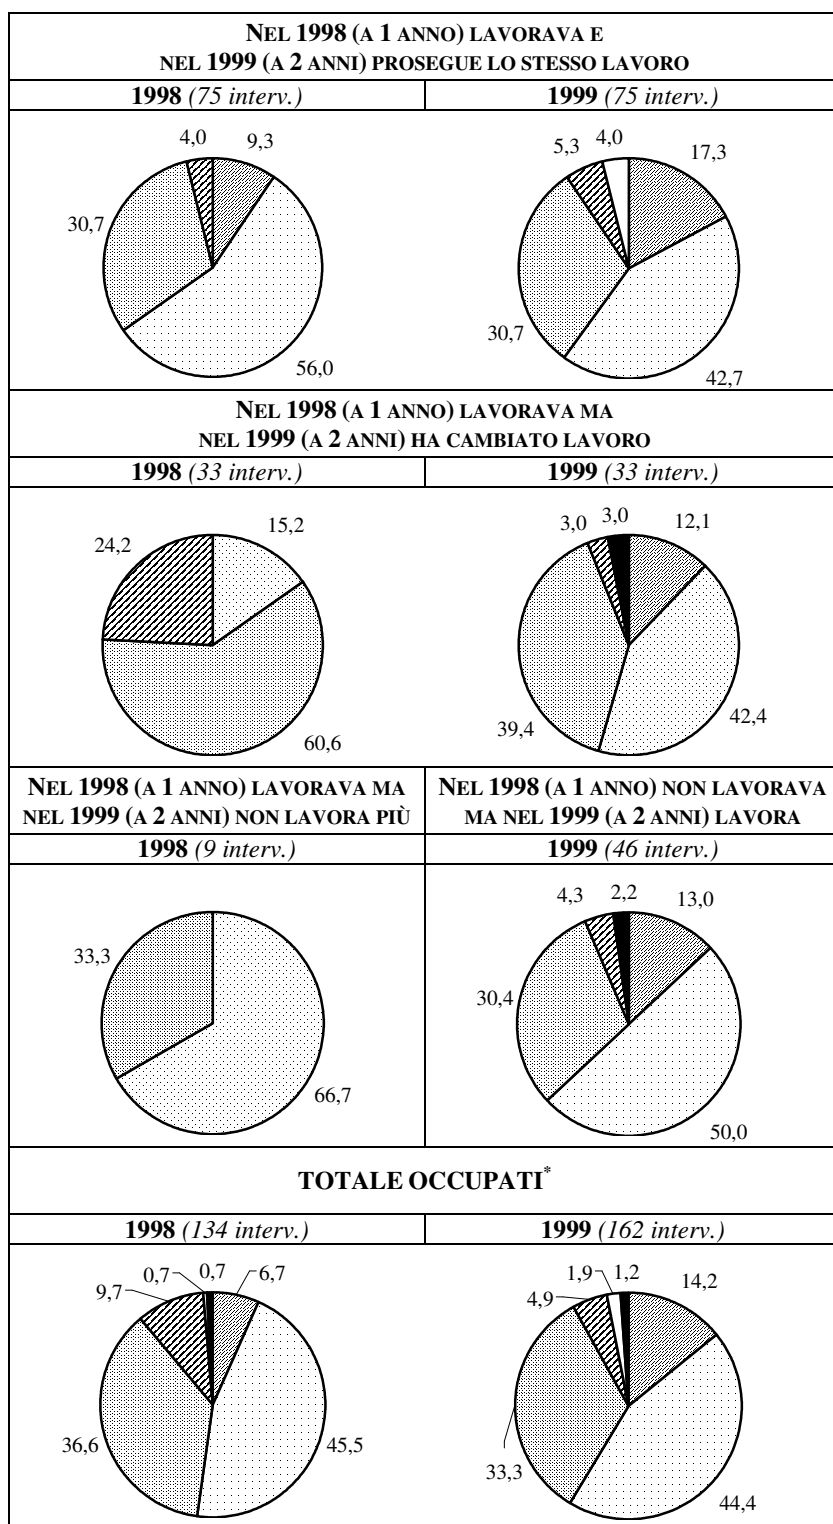 NEL 1998 (A 1 ANNO) LAVORAVA E
NEL 1999 (A 2 ANNI) PROSEGUE LO STESSO LAVORO
1998 (75 interv.)
1999 (75 interv.)
4,0
9,3
30,7
56,0
5,3
4,0
17,3
30,7
42,7
NEL 1998 (A 1 ANNO) LAVORAVA MA
NEL 1999 (A 2 ANNI) HA CAMBIATO LAVORO
1998 (33 interv.)
1999 (33 interv.)
24,2
15,2
60,6
3,0
3,0
12,1
39,4
42,4
NEL 1998 (A 1 ANNO) LAVORAVA MA
NEL 1999 (A 2 ANNI) NON LAVORA PIÙ
NEL 1998 (A 1 ANNO) NON LAVORAVA
MA NEL 1999 (A 2 ANNI) LAVORA
1998 (9 interv.)
1999 (46 interv.)
33,3
66,7
4,3
2,2
13,0
30,4
50,0
TOTALE OCCUPATI*
1998 (134 interv.)
1999 (162 interv.)
9,7
0,7
0,7
6,7
36,6
45,5
4,9
1,9
1,2
14,2
33,3
44,4